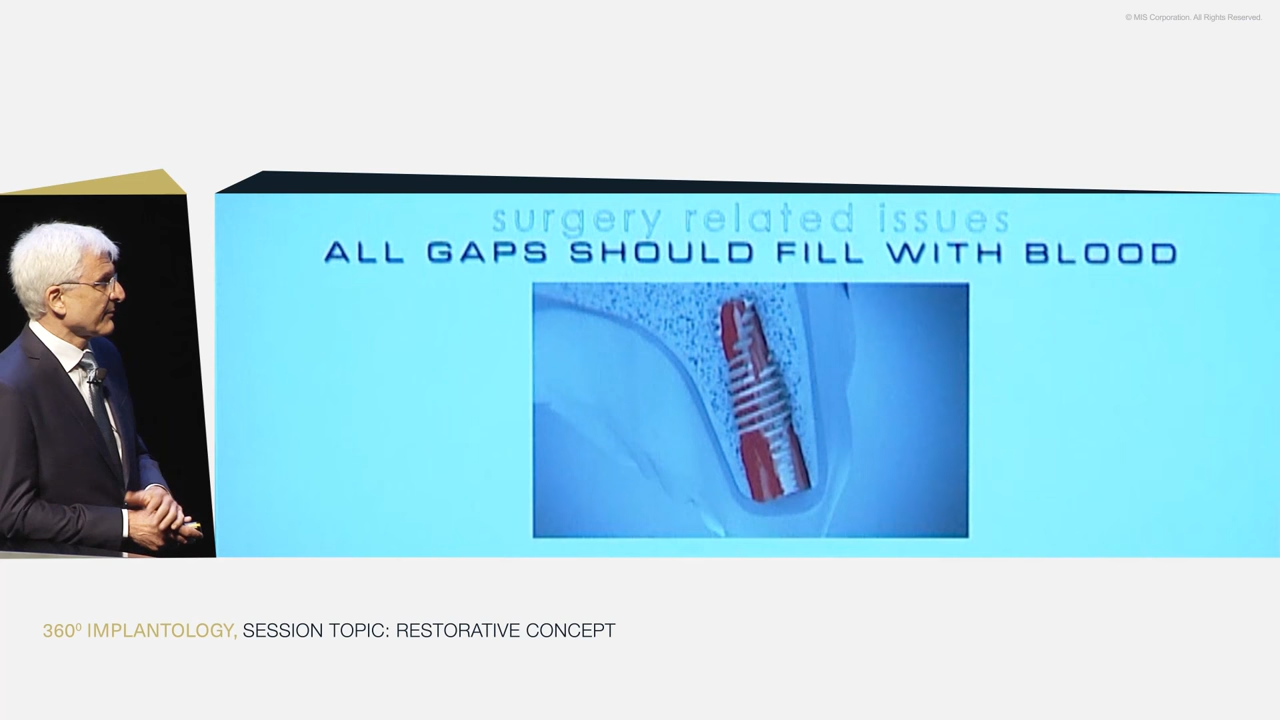 © MIS Corporation. All Rights Reserved
surgery related issues
ALL GAPS SHOULD FILL WITH BLOOD
360⁰ IMPLANTOLOGY, SESSION TOPIC: RESTORATIVE CONCEPT